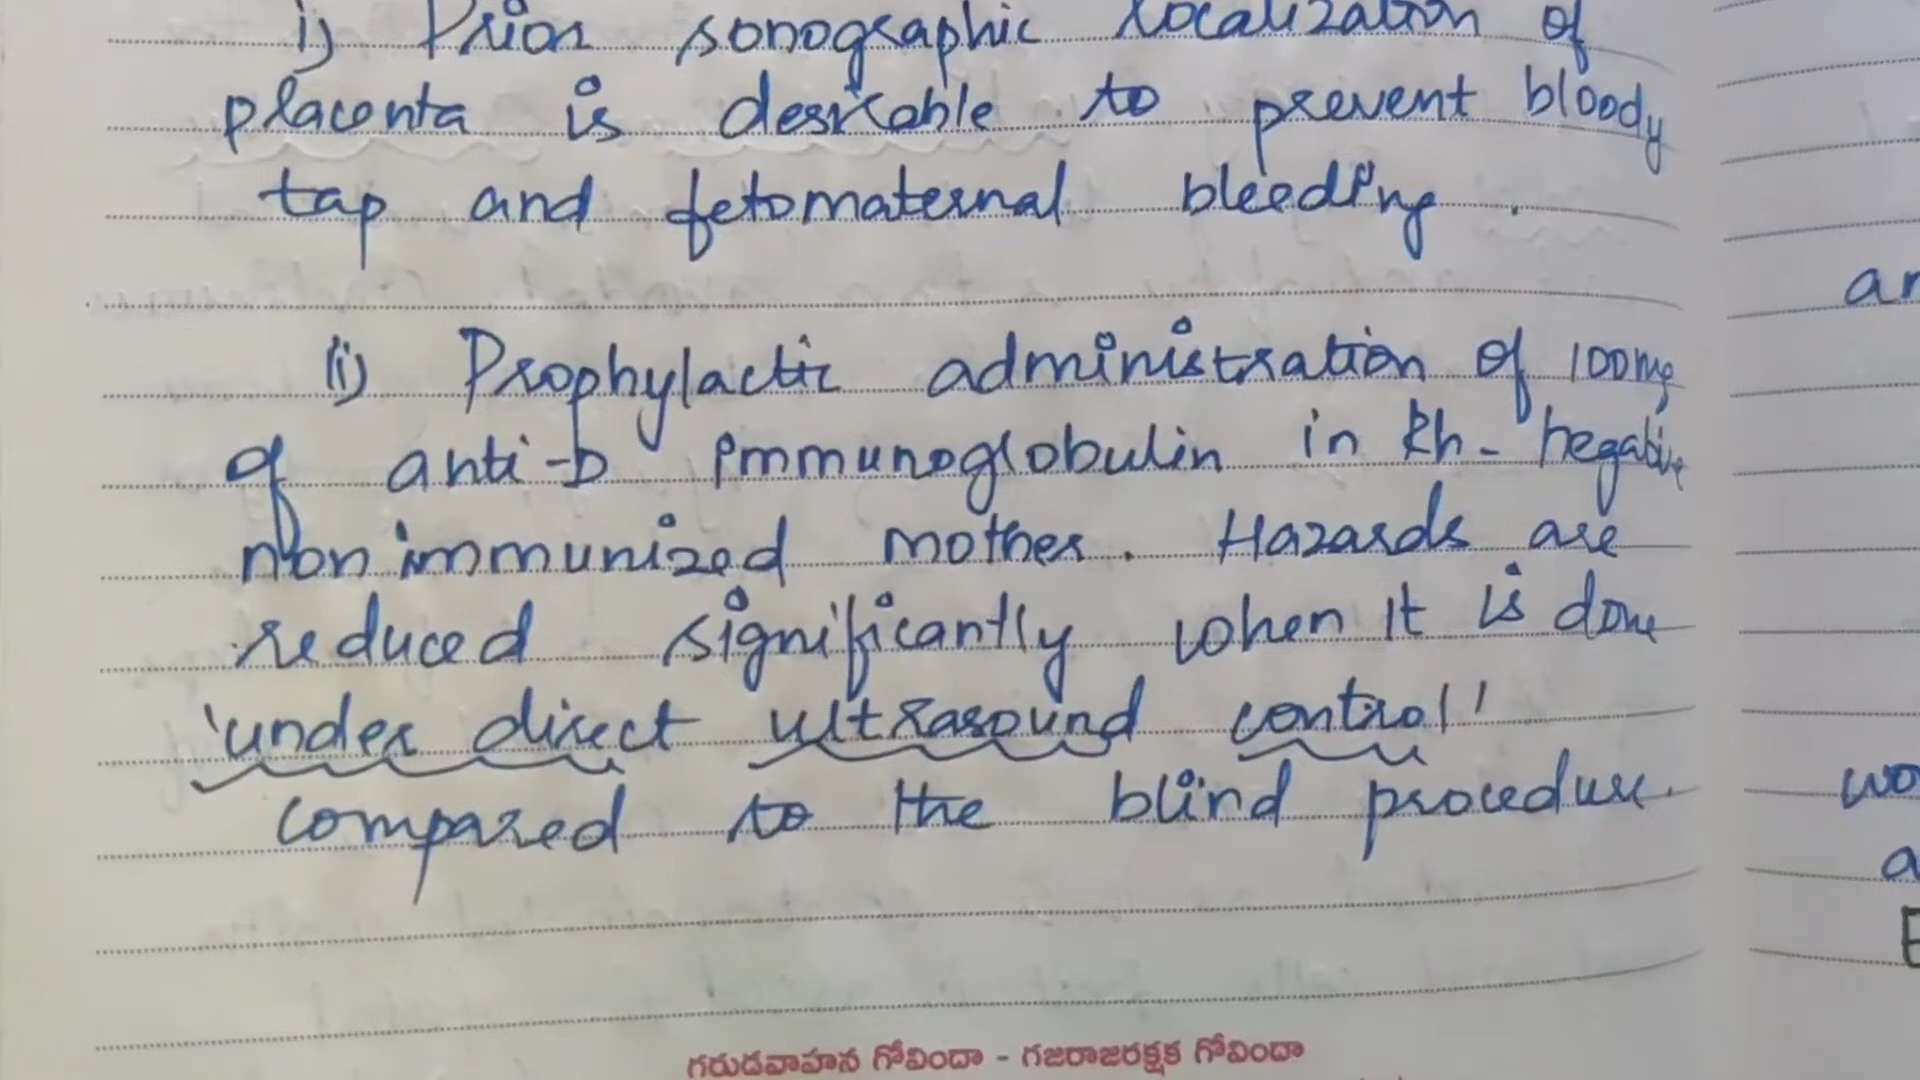 i) Prior sonographic localization of
placenta is desirable to prevent bloody
tap and fetomaternal bleeding.
(i) Prophylactic administration of 100mg
of anti-D immunoglobulin in Rh- negative
non immunized mother. Hazards are
reduced significantly when it is done
'under direct ultrasound control'
compared to the blind procedure.
గరుడవాహన గోవిందా - గజరాజరక్షక గోవిందా
ar
wo
a
E